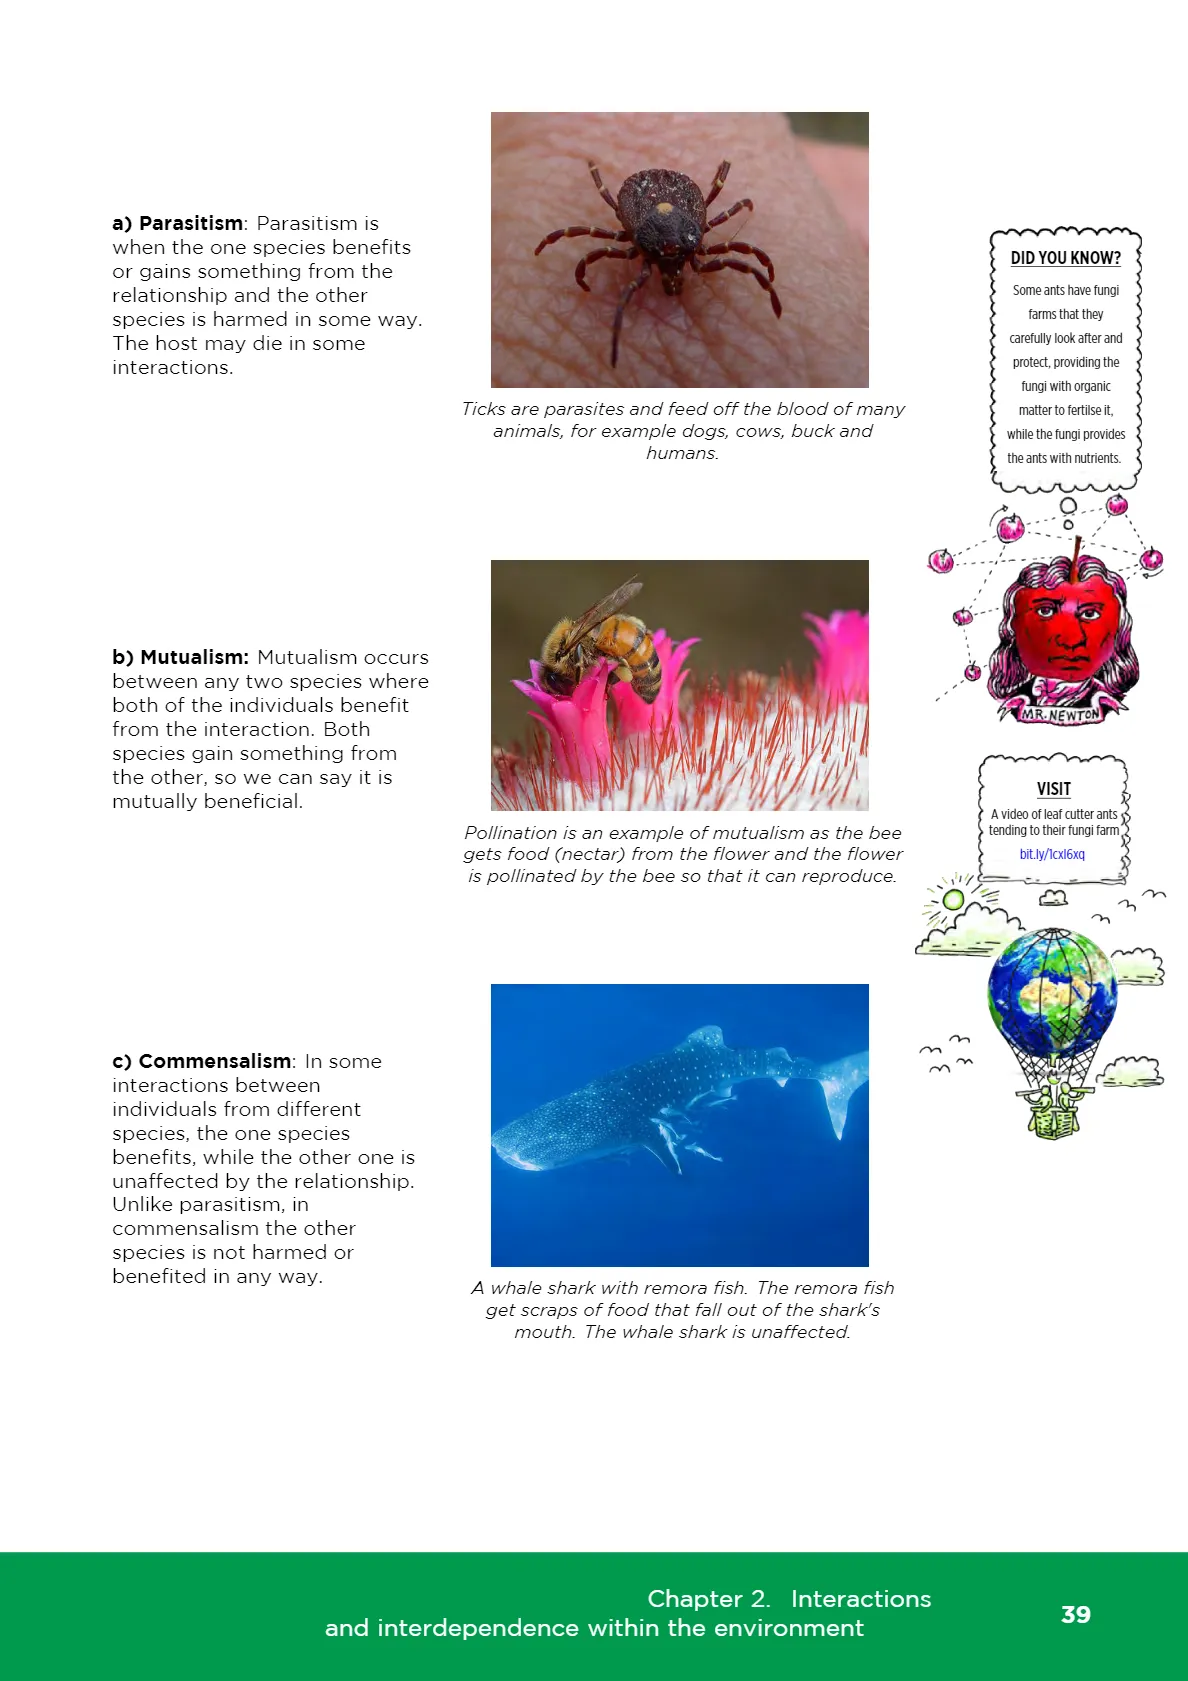 a) Parasitism: Parasitism is
when the one species benefits
or gains something from the
relationship and the other
species is harmed in some way.
The host may die in some
interactions.
Ticks are parasites and feed off the blood of many
animals, for example dogs, cows, buck and
humans.
b) Mutualism: Mutualism occurs
between any two species where
both of the individuals benefit
from the interaction. Both
species gain something from
the other, so we can say it is
mutually beneficial.
Pollination is an example of mutualism as the bee
gets food (nectar) from the flower and the flower
is pollinated by the bee so that it can reproduce.
c) Commensalism: In some
interactions between
individuals from different
species, the one species
benefits, while the other one is
unaffected by the relationship.
Unlike parasitism, in
commensalism the other
species is not harmed or
benefited in any way.
A whale shark with remora fish. The remora fish
get scraps of food that fall out of the shark's
mouth. The whale shark is unaffected.
DID YOU KNOW?
Some ants have fungi
farms that they
carefully look after and
protect, providing the
fungi with organic
matter to fertilse it,
while the fungi provides
the ants with nutrients.
MR. NEWTON
VISIT
A video of leaf cutter ants
tending to their fungi farm
bit.ly/1cxI6xq
Chapter 2. Interactions
and interdependence within the environment
39